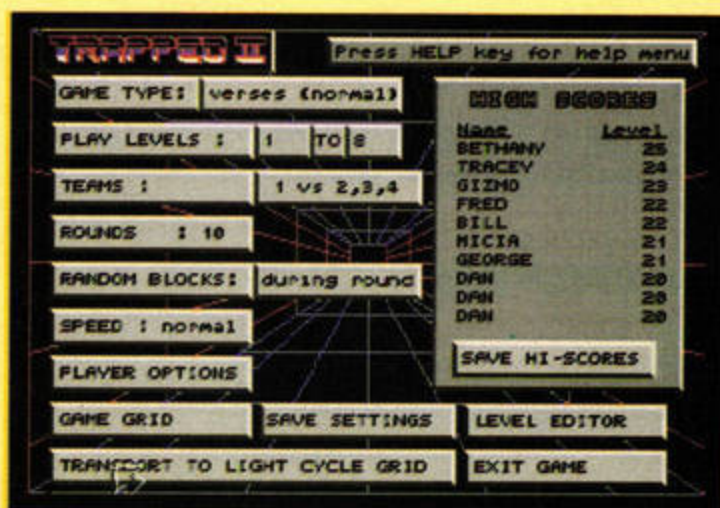 TRAPPED II
Press HELP key for help menu
GAME TYPE: verses (normal)
PLAY LEVELS : 1 TO 8
TEAMS : 1 vs 2,3,4
ROUNDS : 10
RANDOM BLOCKS: during round
SPEED : normal
PLAYER OPTIONS
GAME GRID
SAVE SETTINGS
LEVEL EDITOR
TRANSPORT TO LIGHT CYCLE GRID
EXIT GAME
HIGH SCORES
Name Level
BETHANY 25
TRACEY 24
GIZMO 23
FRED 22
BILL 22
MICIA 21
GEORGE 21
DAN 20
DAN 20
DAN 20
SAVE HI-SCORES